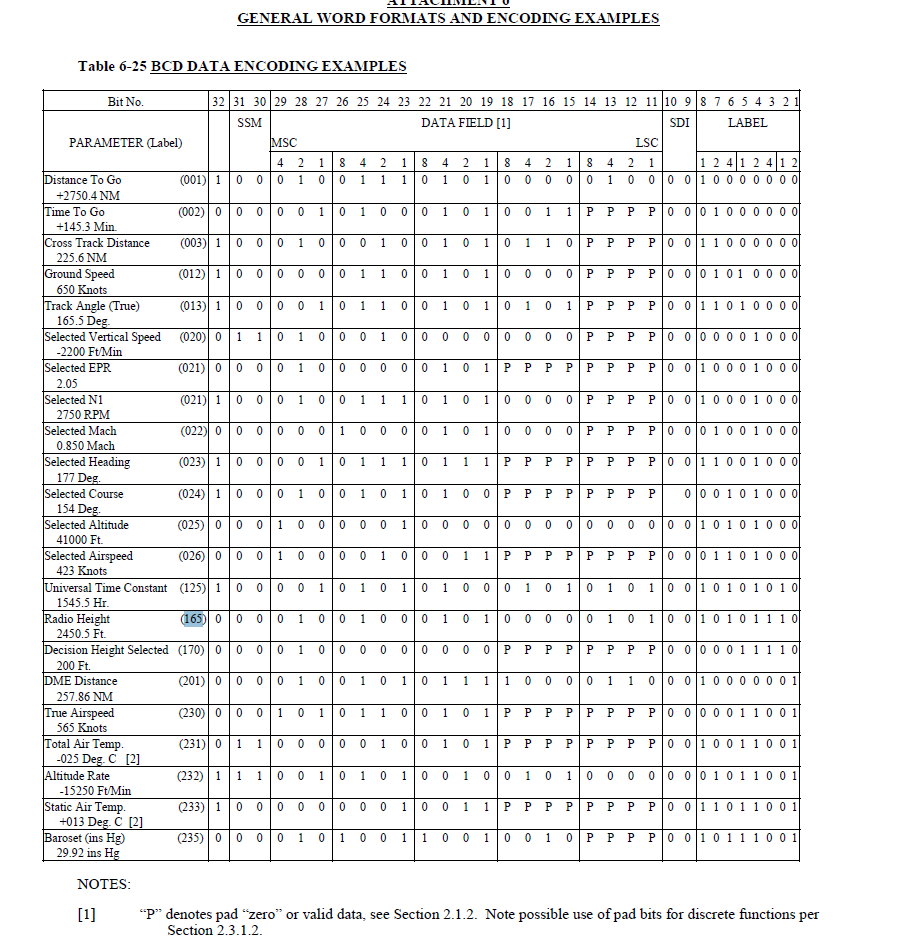 ATTACHMENT 6
GENERAL WORD FORMATS AND ENCODING EXAMPLES
Table 6-25 BCD DATA ENCODING EXAMPLES
Bit No. 32 31 30 29 28 27 26 25 24 23 22 21 20 19 18 17 16 15 14 13 12 11 10 9 8 7 6 5 4 3 2 1
SSM DATA FIELD [1] SDI LABEL
PARAMETER (Label) MSC LSC
4 2 1 8 4 2 1 8 4 2 1 8 4 2 1 8 4 2 1 1 2 4 1 2 4 1 2
Distance To Go (001) 1 0 0 0 1 0 0 1 1 1 0 1 0 1 0 0 0 0 0 1 0 0 0 0 1 0 0 0 0 0 0 0
+2750.4 NM
Time To Go (002) 0 0 0 0 0 1 0 1 0 0 0 1 0 1 0 0 1 1 P P P P 0 0 0 1 0 0 0 0 0 0
+145.3 Min.
Cross Track Distance (003) 1 0 0 0 1 0 0 0 1 0 0 1 0 1 0 1 1 0 P P P P 0 0 1 1 0 0 0 0 0 0
225.6 NM
Ground Speed (012) 1 0 0 0 0 0 0 1 1 0 0 1 0 1 0 0 0 0 P P P P 0 0 0 1 0 1 0 0 0 0
650 Knots
Track Angle (True) (013) 1 0 0 0 0 1 0 1 1 0 0 1 0 1 0 1 0 1 P P P P 0 0 1 1 0 1 0 0 0 0
165.5 Deg.
Selected Vertical Speed (020) 0 1 1 0 1 0 0 0 1 0 0 0 0 0 0 0 0 0 P P P P 0 0 0 0 0 0 1 0 0 0
-2200 Ft/Min
Selected EPR (021) 0 0 0 0 1 0 0 0 0 0 0 1 0 1 P P P P P P P P 0 0 1 0 0 0 1 0 0 0
2.05
Selected N1 (021) 1 0 0 0 1 0 0 1 1 1 0 1 0 1 0 0 0 0 P P P P 0 0 1 0 0 0 1 0 0 0
2750 RPM
Selected Mach (022) 0 0 0 0 0 0 1 0 0 0 0 1 0 1 0 0 0 0 P P P P 0 0 0 1 0 0 1 0 0 0
0.850 Mach
Selected Heading (023) 1 0 0 0 0 1 0 1 1 1 0 1 1 1 P P P P P P P P 0 0 1 1 0 0 1 0 0 0
177 Deg.
Selected Course (024) 1 0 0 0 1 0 0 1 0 1 0 1 0 0 P P P P P P P 0 0 0 1 0 1 0 0 0
154 Deg.
Selected Altitude (025) 0 0 0 1 0 0 0 0 0 1 0 0 0 0 0 0 0 0 0 0 0 0 0 0 1 0 1 0 1 0 0 0
41000 Ft.
Selected Airspeed (026) 0 0 0 1 0 0 0 0 1 0 0 0 1 1 P P P P P P P P 0 0 0 1 1 0 1 0 0 0
423 Knots
Universal Time Constant (125) 1 0 0 0 0 1 0 1 0 1 0 1 0 0 0 1 0 1 0 1 0 1 0 0 1 0 1 0 1 0 1 0
1545.5 Hr.
Radio Height (165) 0 0 0 0 1 0 0 1 0 0 0 1 0 1 0 0 0 0 0 1 0 1 0 0 1 0 1 0 1 1 1 0
2450.5 Ft.
Decision Height Selected (170) 0 0 0 0 1 0 0 0 0 0 0 0 0 0 P P P P P P P P 0 0 0 0 0 1 1 1 1 0
200 Ft.
DME Distance (201) 0 0 0 0 1 0 0 1 0 1 0 1 1 1 1 0 0 0 0 1 1 0 0 0 1 0 0 0 0 0 0 1
257.86 NM
True Airspeed (230) 0 0 0 1 0 1 0 1 1 0 0 1 0 1 P P P P P P P P 0 0 0 0 0 1 1 0 0 1
565 Knots
Total Air Temp. (231) 0 1 1 0 0 0 0 0 1 0 0 1 0 1 P P P P P P P P 0 0 1 0 0 1 1 0 0 1
-025 Deg. C [2]
Altitude Rate (232) 1 1 1 0 0 1 0 1 0 1 0 0 1 0 0 1 0 1 0 0 0 0 0 0 0 1 0 1 1 0 0 1
-15250 Ft/Min
Static Air Temp. (233) 1 0 0 0 0 0 0 0 0 1 0 0 1 1 P P P P P P P P 0 0 1 1 0 1 1 0 0 1
+013 Deg. C [2]
Baroset (ins Hg) (235) 0 0 0 0 1 0 1 0 0 1 1 0 0 1 0 0 1 0 P P P P 0 0 1 0 1 1 1 0 0 1
29.92 ins Hg
NOTES:
[1] “P” denotes pad “zero” or valid data, see Section 2.1.2. Note possible use of pad bits for discrete functions per
Section 2.3.1.2.